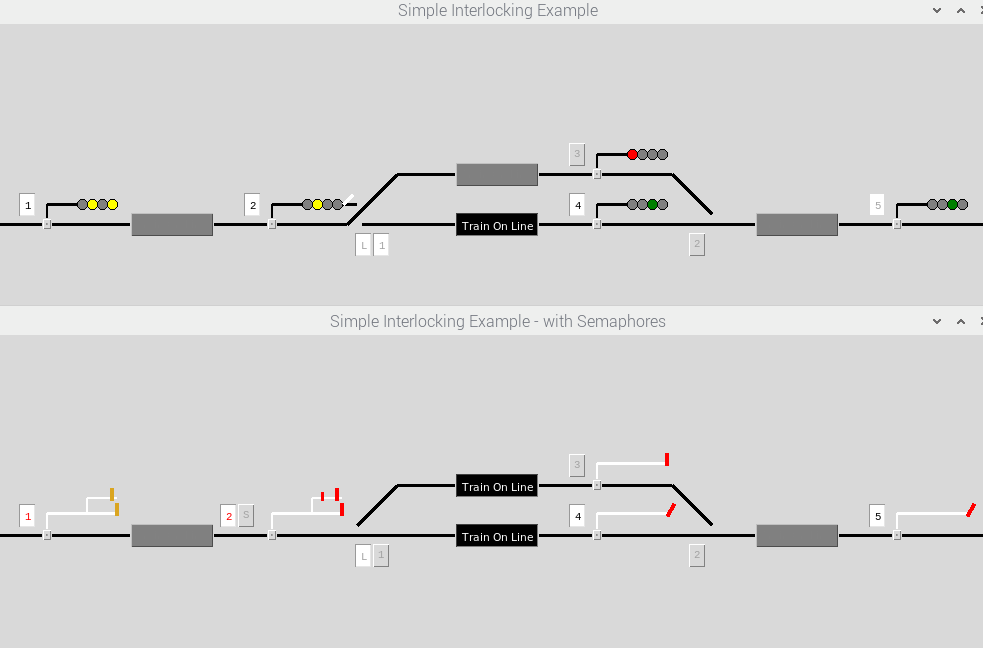 Simple Interlocking Example
3
1
2
4
5
Train On Line
L 1
2
Simple Interlocking Example - with Semaphores
3
Train On Line
1
2 S
4
5
Train On Line
L 1
2